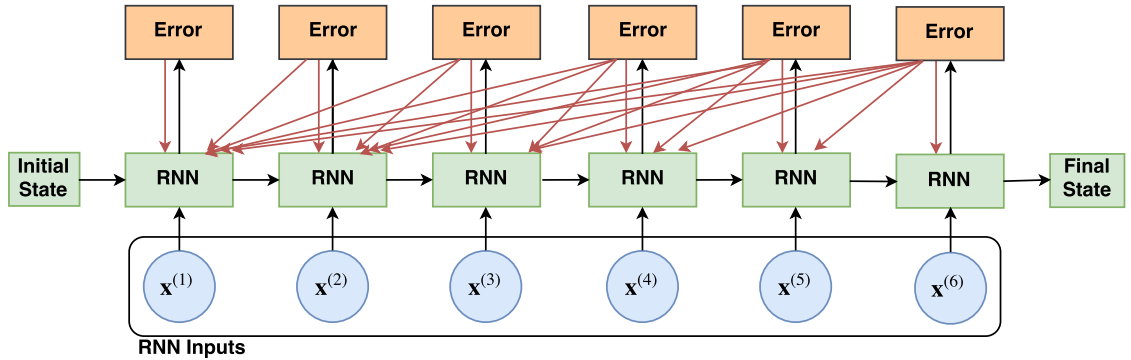 Error
Error
Error
Error
Error
Error
Initial
State
RNN
RNN
RNN
RNN
RNN
RNN
Final
State
x(1)
x(2)
x(3)
x(4)
x(5)
x(6)
RNN Inputs